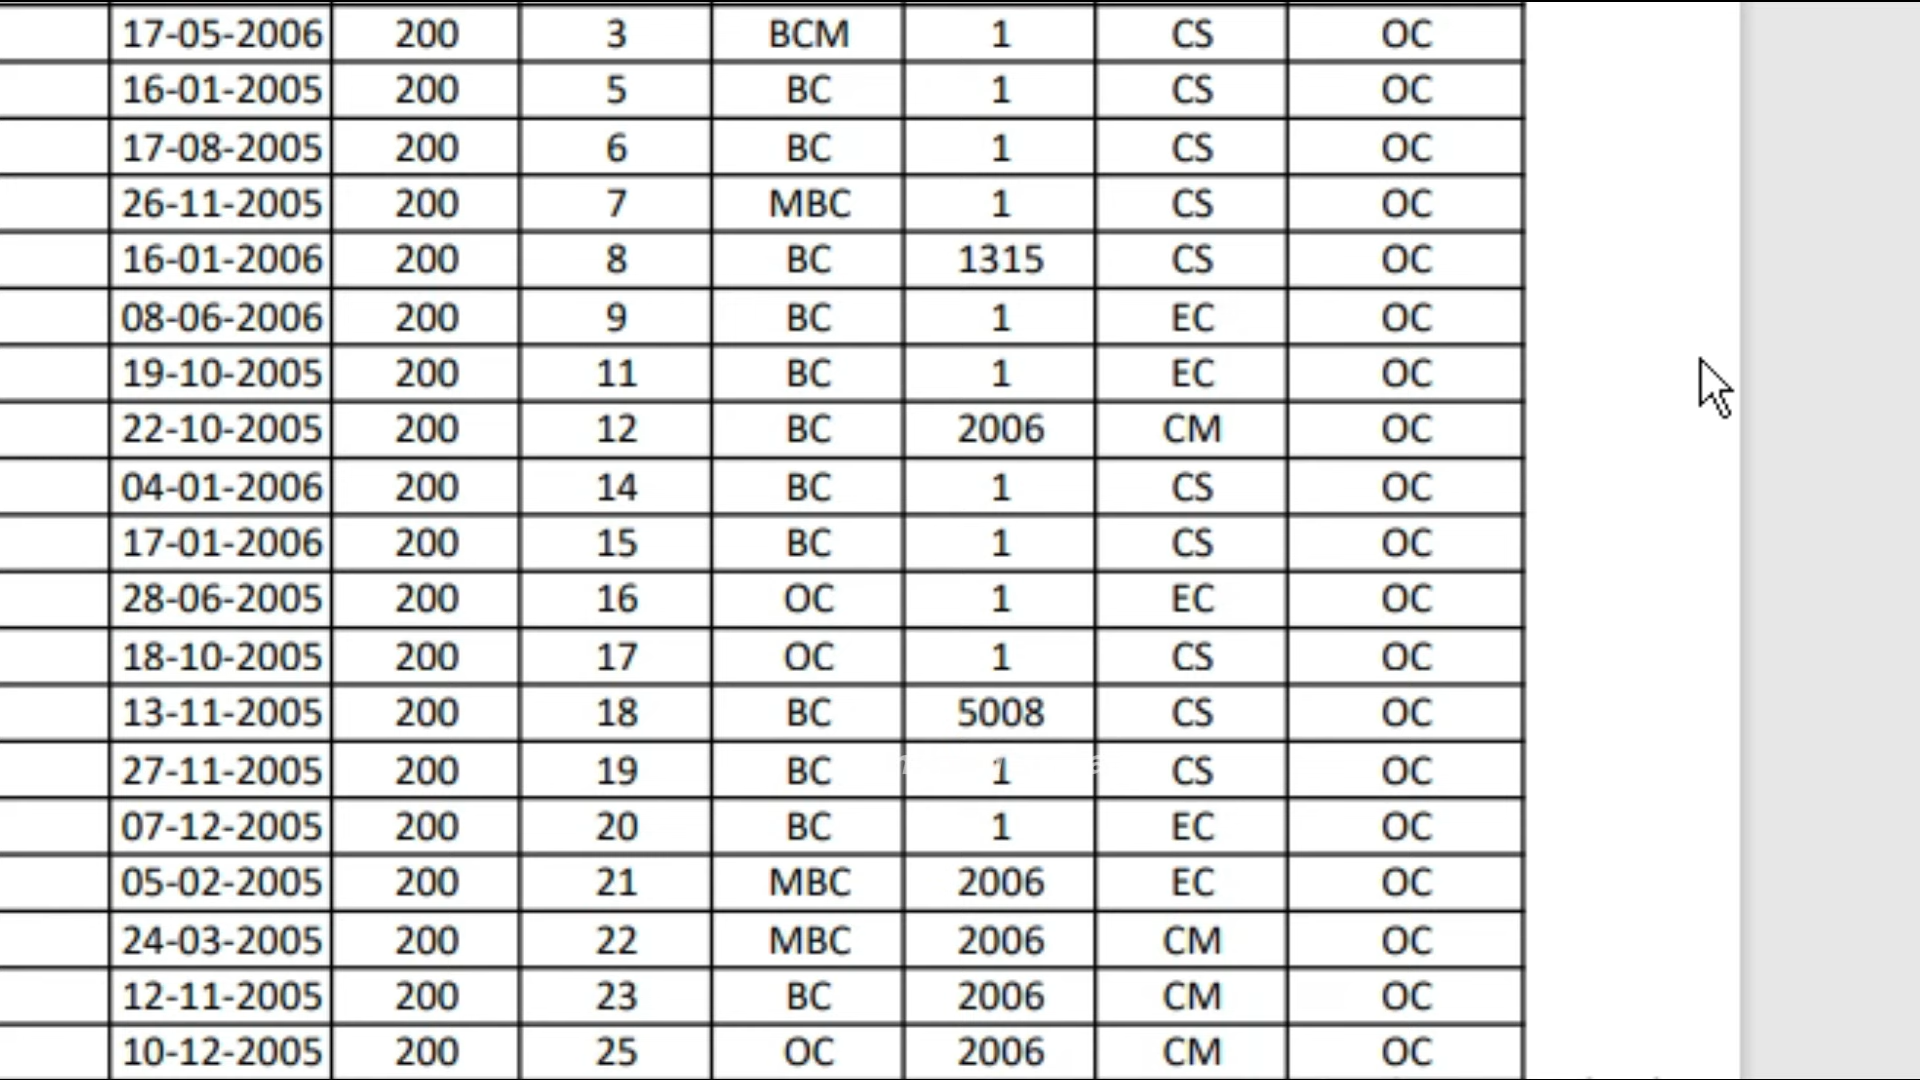 17-05-2006 200 3 BCM 1 CS OC
16-01-2005 200 5 BC 1 CS OC
17-08-2005 200 6 BC 1 CS OC
26-11-2005 200 7 MBC 1 CS OC
16-01-2006 200 8 BC 1315 CS OC
08-06-2006 200 9 BC 1 EC OC
19-10-2005 200 11 BC 1 EC OC
22-10-2005 200 12 BC 2006 CM OC
04-01-2006 200 14 BC 1 CS OC
17-01-2006 200 15 BC 1 CS OC
28-06-2005 200 16 OC 1 EC OC
18-10-2005 200 17 OC 1 CS OC
13-11-2005 200 18 BC 5008 CS OC
27-11-2005 200 19 BC 1 CS OC
07-12-2005 200 20 BC 1 EC OC
05-02-2005 200 21 MBC 2006 EC OC
24-03-2005 200 22 MBC 2006 CM OC
12-11-2005 200 23 BC 2006 CM OC
10-12-2005 200 25 OC 2006 CM OC